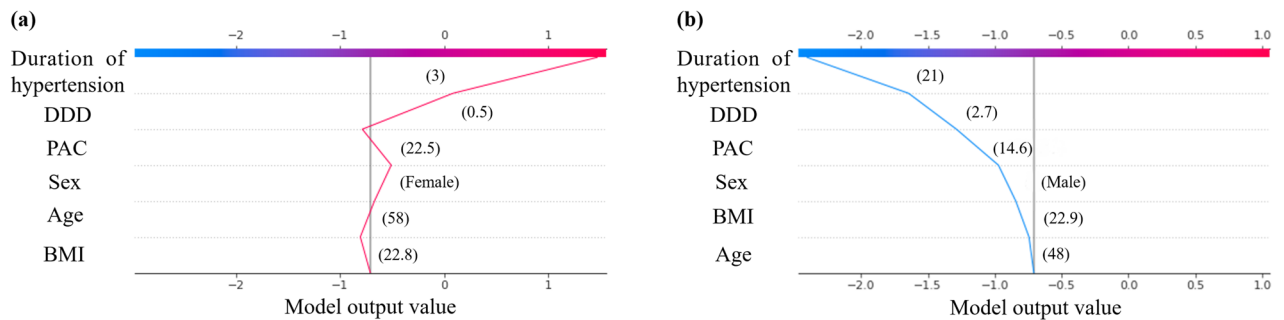 (a)
−2 −1 0 1
Duration of
hypertension
(3)
DDD
(0.5)
PAC
(22.5)
Sex
(Female)
Age
(58)
BMI
(22.8)
−2 −1 0 1
Model output value
(b)
−2.0 −1.5 −1.0 −0.5 0.0 0.5 1.0
Duration of
hypertension
(21)
DDD
(2.7)
PAC
(14.6)
Sex
(Male)
BMI
(22.9)
Age
(48)
−2.0 −1.5 −1.0 −0.5 0.0 0.5 1.0
Model output value